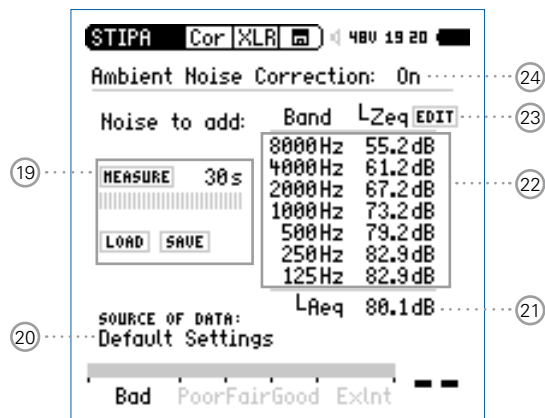 STIPA Cor XLR 48V 19 20
Ambient Noise Correction: On
24
Noise to add: Band LZeq EDIT
23
19
MEASURE 30s
LOAD SAVE
8000Hz 55.2dB
4000Hz 61.2dB
2000Hz 67.2dB
1000Hz 73.2dB
500Hz 79.2dB
250Hz 82.9dB
125Hz 82.9dB
22
LAeq 80.1dB
21
SOURCE OF DATA:
20
Default Settings
Bad Poor Fair Good Exlnt --